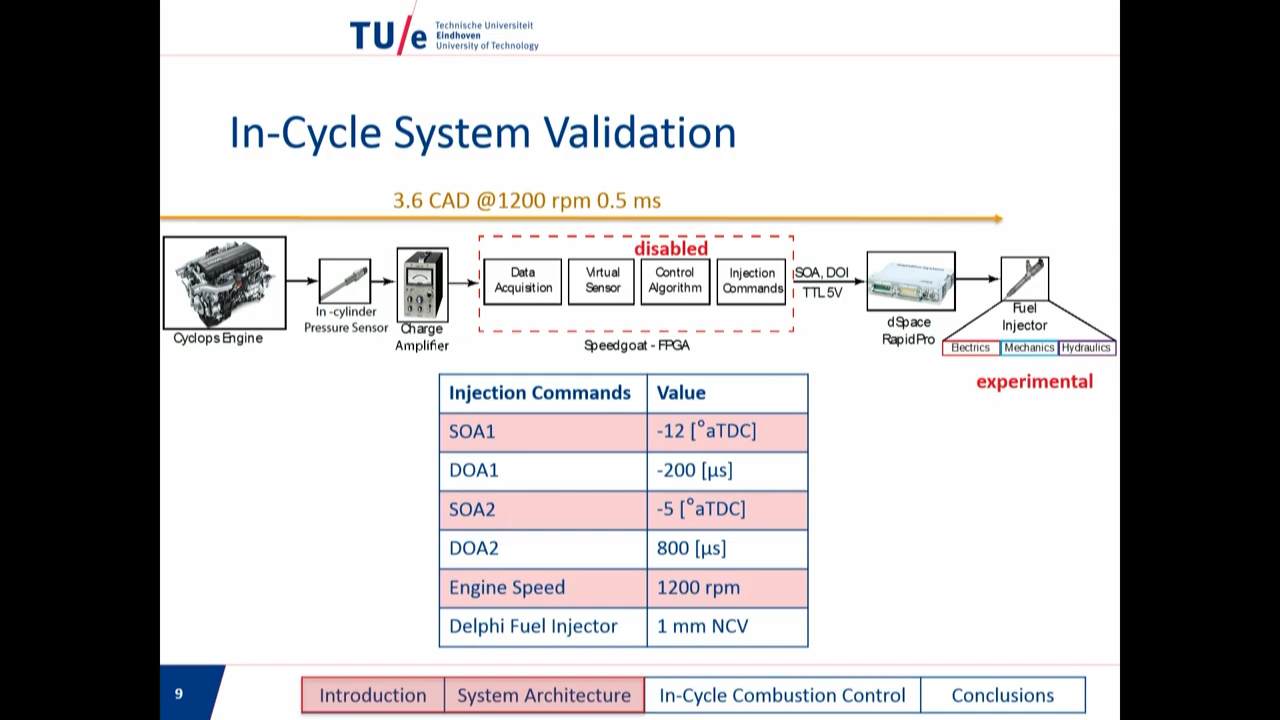 TU/e
Technische Universiteit
Eindhoven
University of Technology
In-Cycle System Validation
3.6 CAD @1200 rpm 0.5 ms
disabled
Data
Acquisition
Virtual
Sensor
Control
Algorithm
Injection
Commands
SOA, DOI
TTL 5V
Cyclops Engine
In -cylinder
Pressure Sensor
Charge
Amplifier
Speedgoat - FPGA
dSpace
RapidPro
Fuel
Injector
Electrics Mechanics Hydraulics
experimental
Injection Commands Value
SOA1 -12 [°aTDC]
DOA1 -200 [µs]
SOA2 -5 [°aTDC]
DOA2 800 [µs]
Engine Speed 1200 rpm
Delphi Fuel Injector 1 mm NCV
9 Introduction System Architecture In-Cycle Combustion Control Conclusions